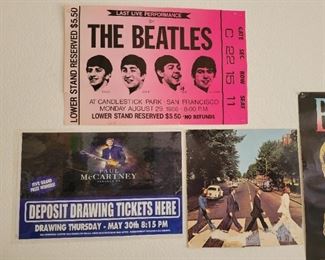 LAST LIVE PERFORMANCE
BY
THE BEATLES
AT CANDLESTICK PARK · SAN FRANCISCO
MONDAY AUGUST 29, 1966 - 8:00 P.M.
LOWER STAND RESERVED $5.50 · NO REFUNDS
LOWER STAND RESERVED $5.50
GATE SEC ROW SEAT
C 22 15 11
PAUL
McCARTNEY
FIVE GRAND
PRIZE WINNERS!
DEPOSIT DRAWING TICKETS HERE
DRAWING THURSDAY - MAY 30th 8:15 PM